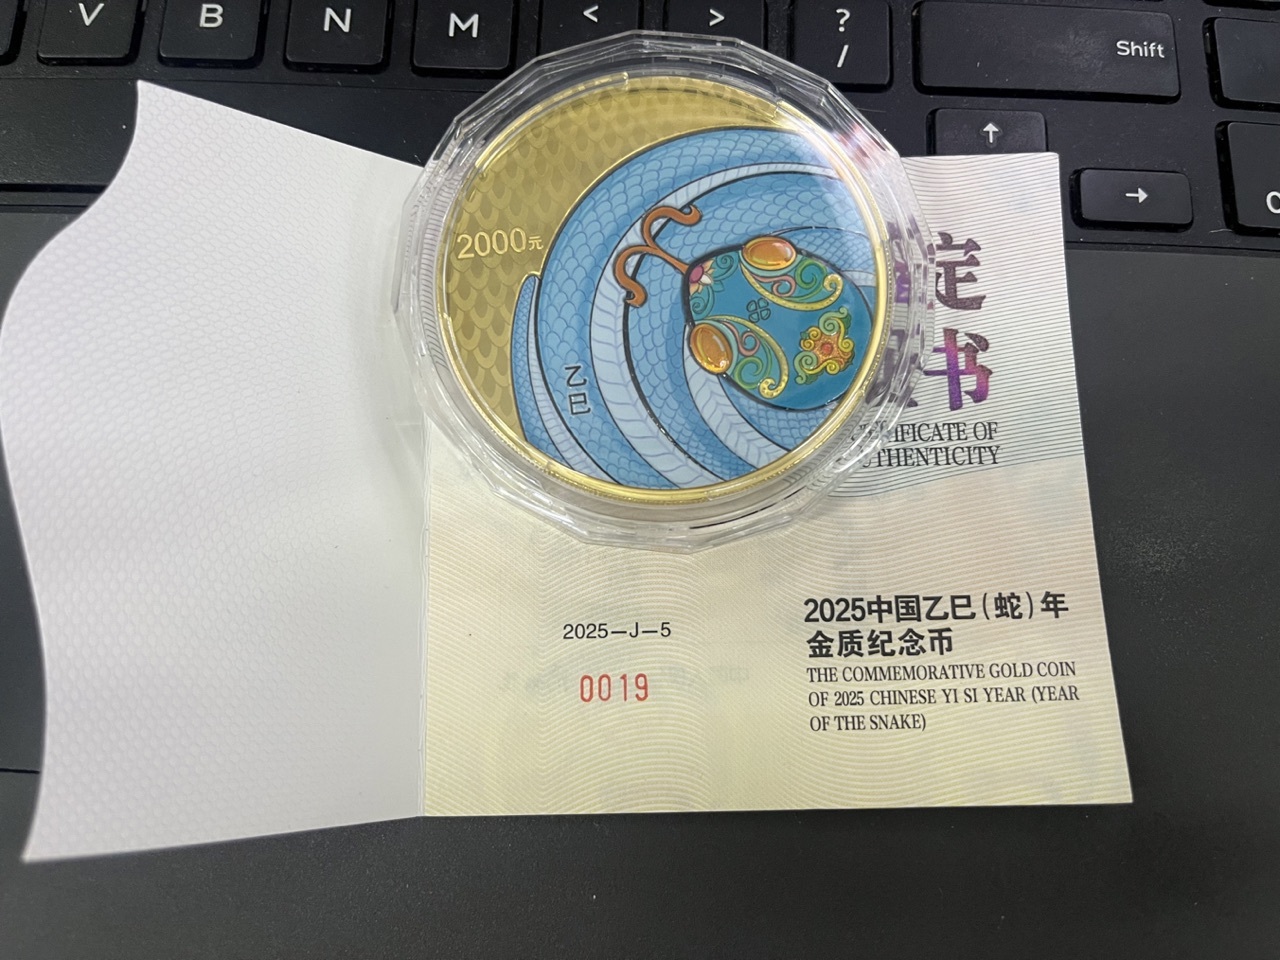 V B N M < > ? / Shift
↑
→
2000元
乙
巳
定
书
CERTIFICATE OF
AUTHENTICITY
2025-J-5
0019
2025中国乙巳(蛇)年
金质纪念币
THE COMMEMORATIVE GOLD COIN
OF 2025 CHINESE YI SI YEAR (YEAR
OF THE SNAKE)